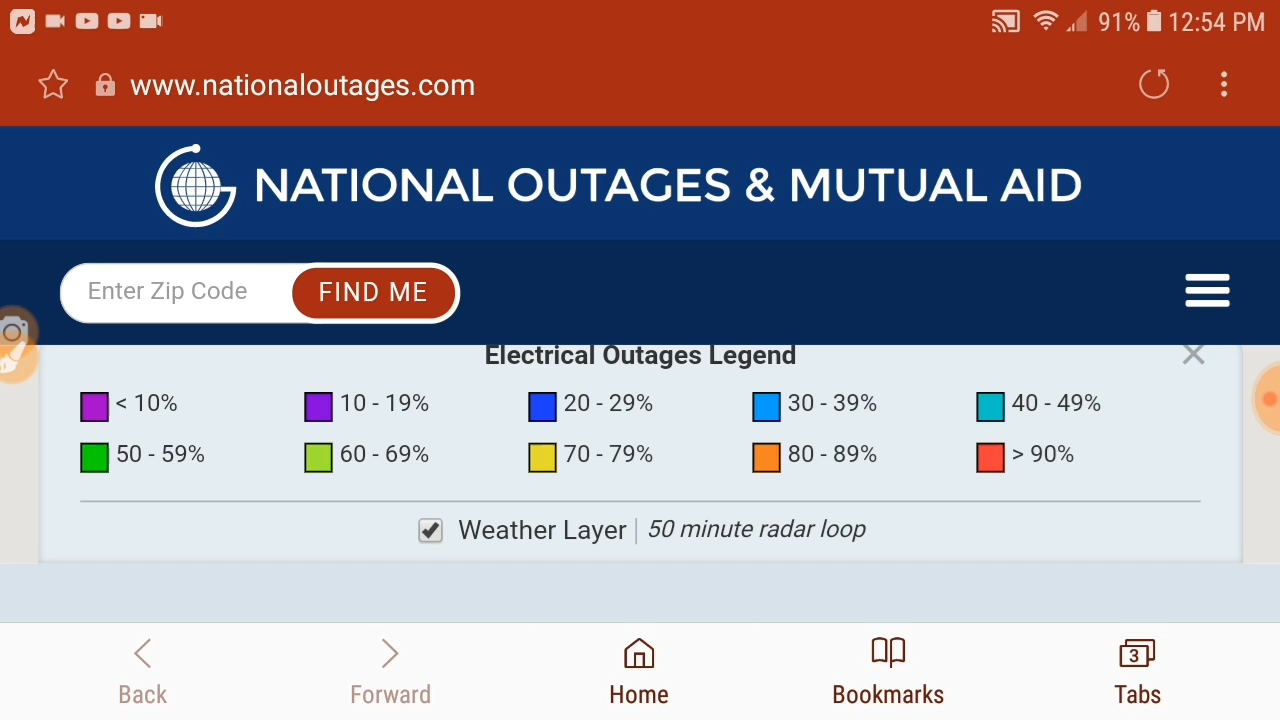 91% 12:54 PM
www.nationaloutages.com
NATIONAL OUTAGES & MUTUAL AID
Enter Zip Code FIND ME
Electrical Outages Legend
< 10% 10 - 19% 20 - 29% 30 - 39% 40 - 49%
50 - 59% 60 - 69% 70 - 79% 80 - 89% > 90%
Weather Layer | 50 minute radar loop
3
Back Forward Home Bookmarks Tabs